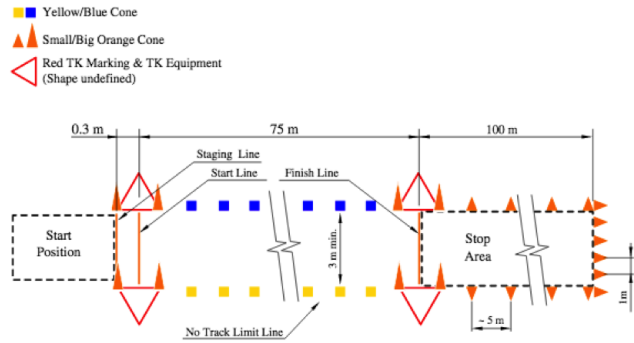 Yellow/Blue Cone
Small/Big Orange Cone
Red TK Marking & TK Equipment
(Shape undefined)
0.3 m
75 m
100 m
Staging Line
Start Line
Finish Line
Start
Position
3 m min.
Stop
Area
1m
~ 5 m
No Track Limit Line